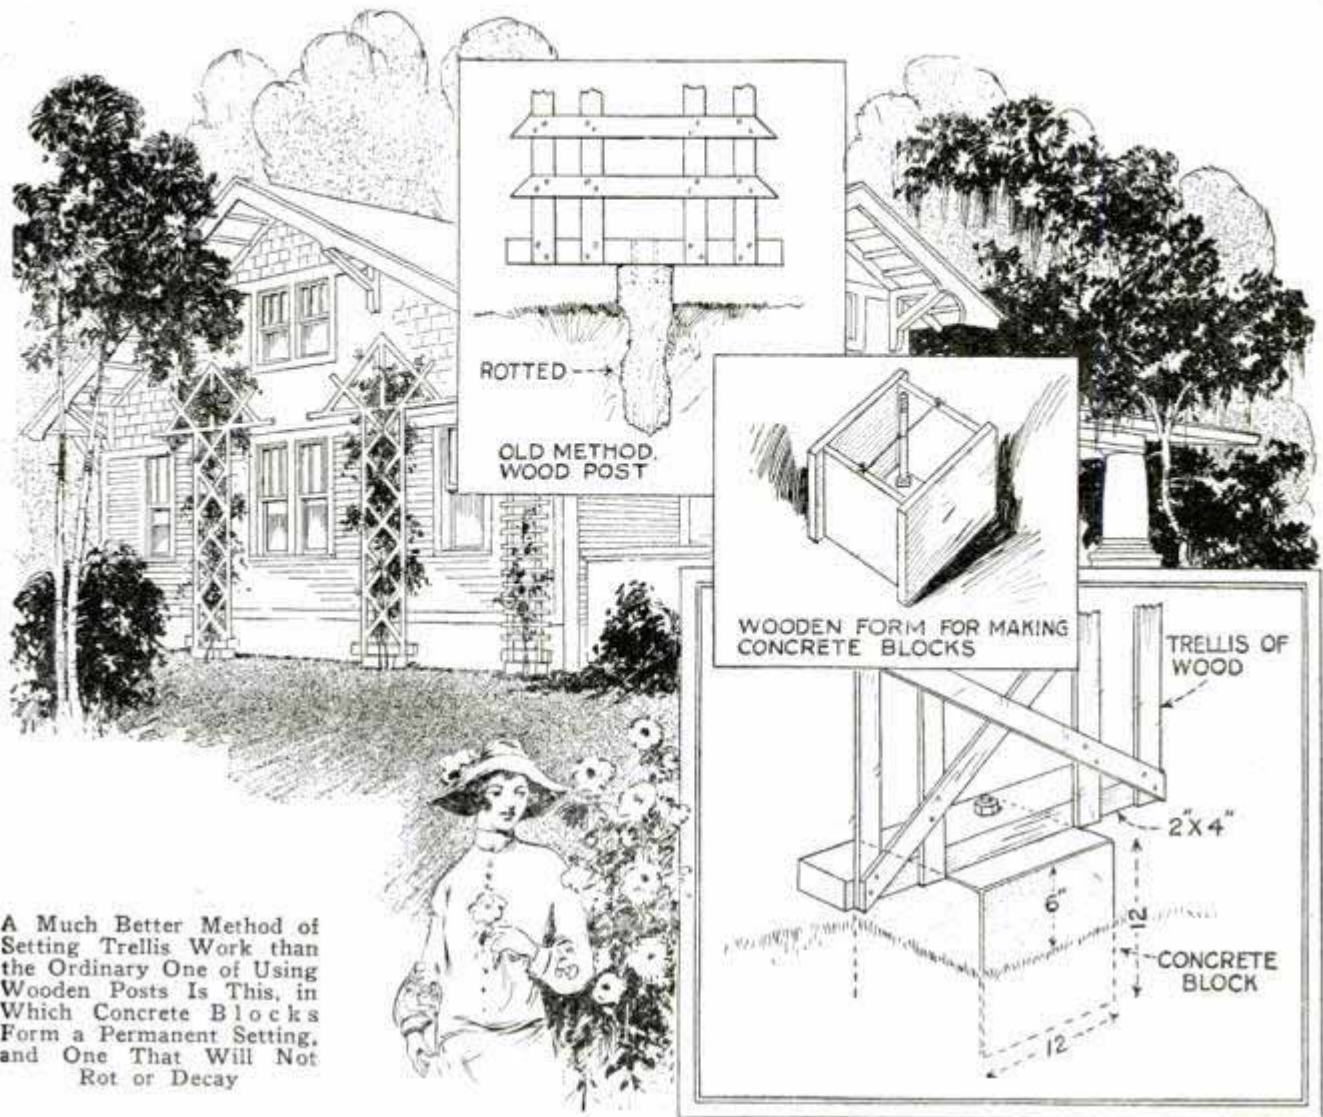 ROTTED
OLD METHOD.
WOOD POST
WOODEN FORM FOR MAKING
CONCRETE BLOCKS
TRELLIS OF
WOOD
2"X4"
6"
12
CONCRETE
BLOCK
12
A Much Better Method of
Setting Trellis Work than
the Ordinary One of Using
Wooden Posts Is This, in
Which Concrete Blocks
Form a Permanent Setting,
and One That Will Not
Rot or Decay